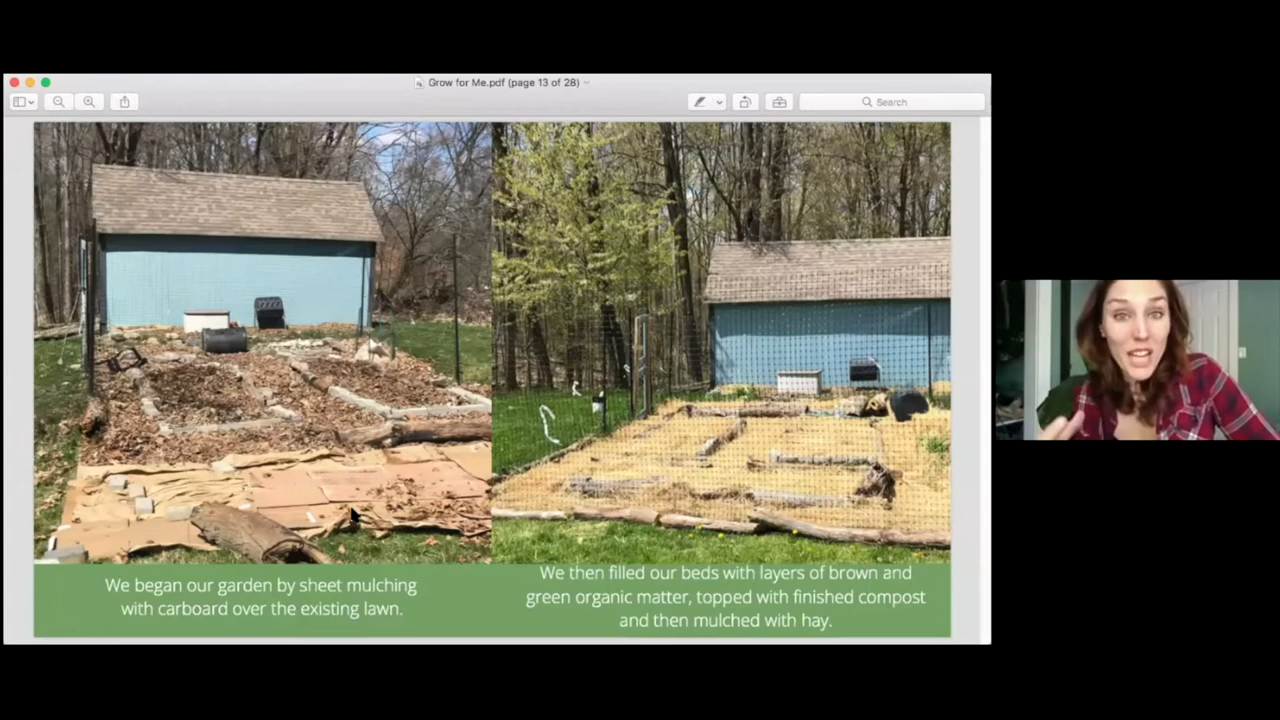 Grow for Me.pdf (page 13 of 28)
Search
We began our garden by sheet mulching
with carboard over the existing lawn.
We then filled our beds with layers of brown and
green organic matter, topped with finished compost
and then mulched with hay.